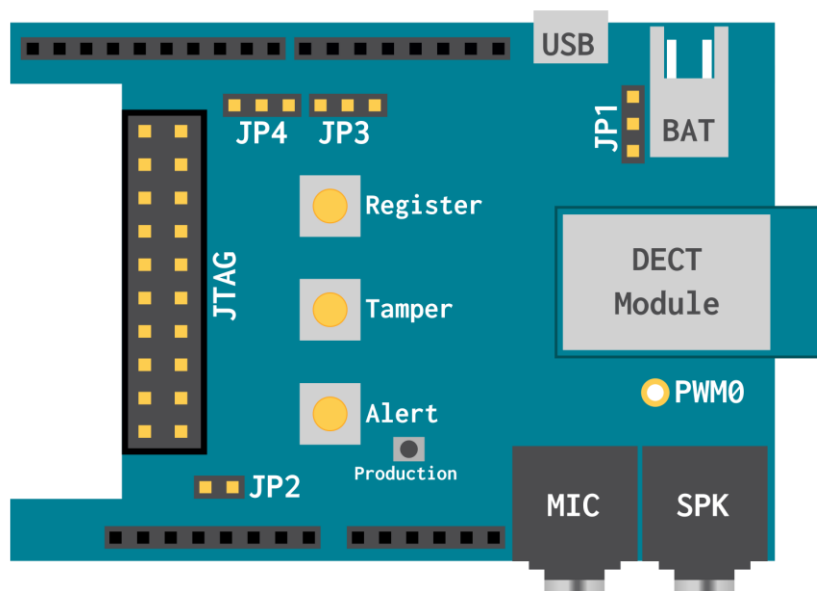 USB
JP4
JP3
JP1
BAT
Register
DECT
Module
JTAG
Tamper
PWM0
Alert
Production
JP2
MIC
SPK